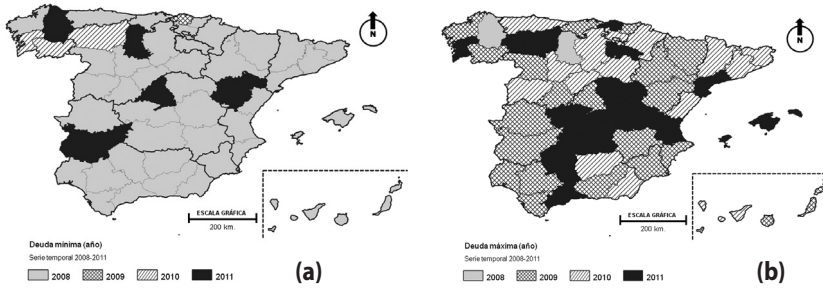 N
ESCALA GRÁFICA
200 km.
Deuda mínima (año)
Serie temporal 2008-2011
2008 2009 2010 2011
(a)
N
ESCALA GRÁFICA
200 km.
Deuda máxima (año)
Serie temporal 2008-2011
2008 2009 2010 2011
(b)